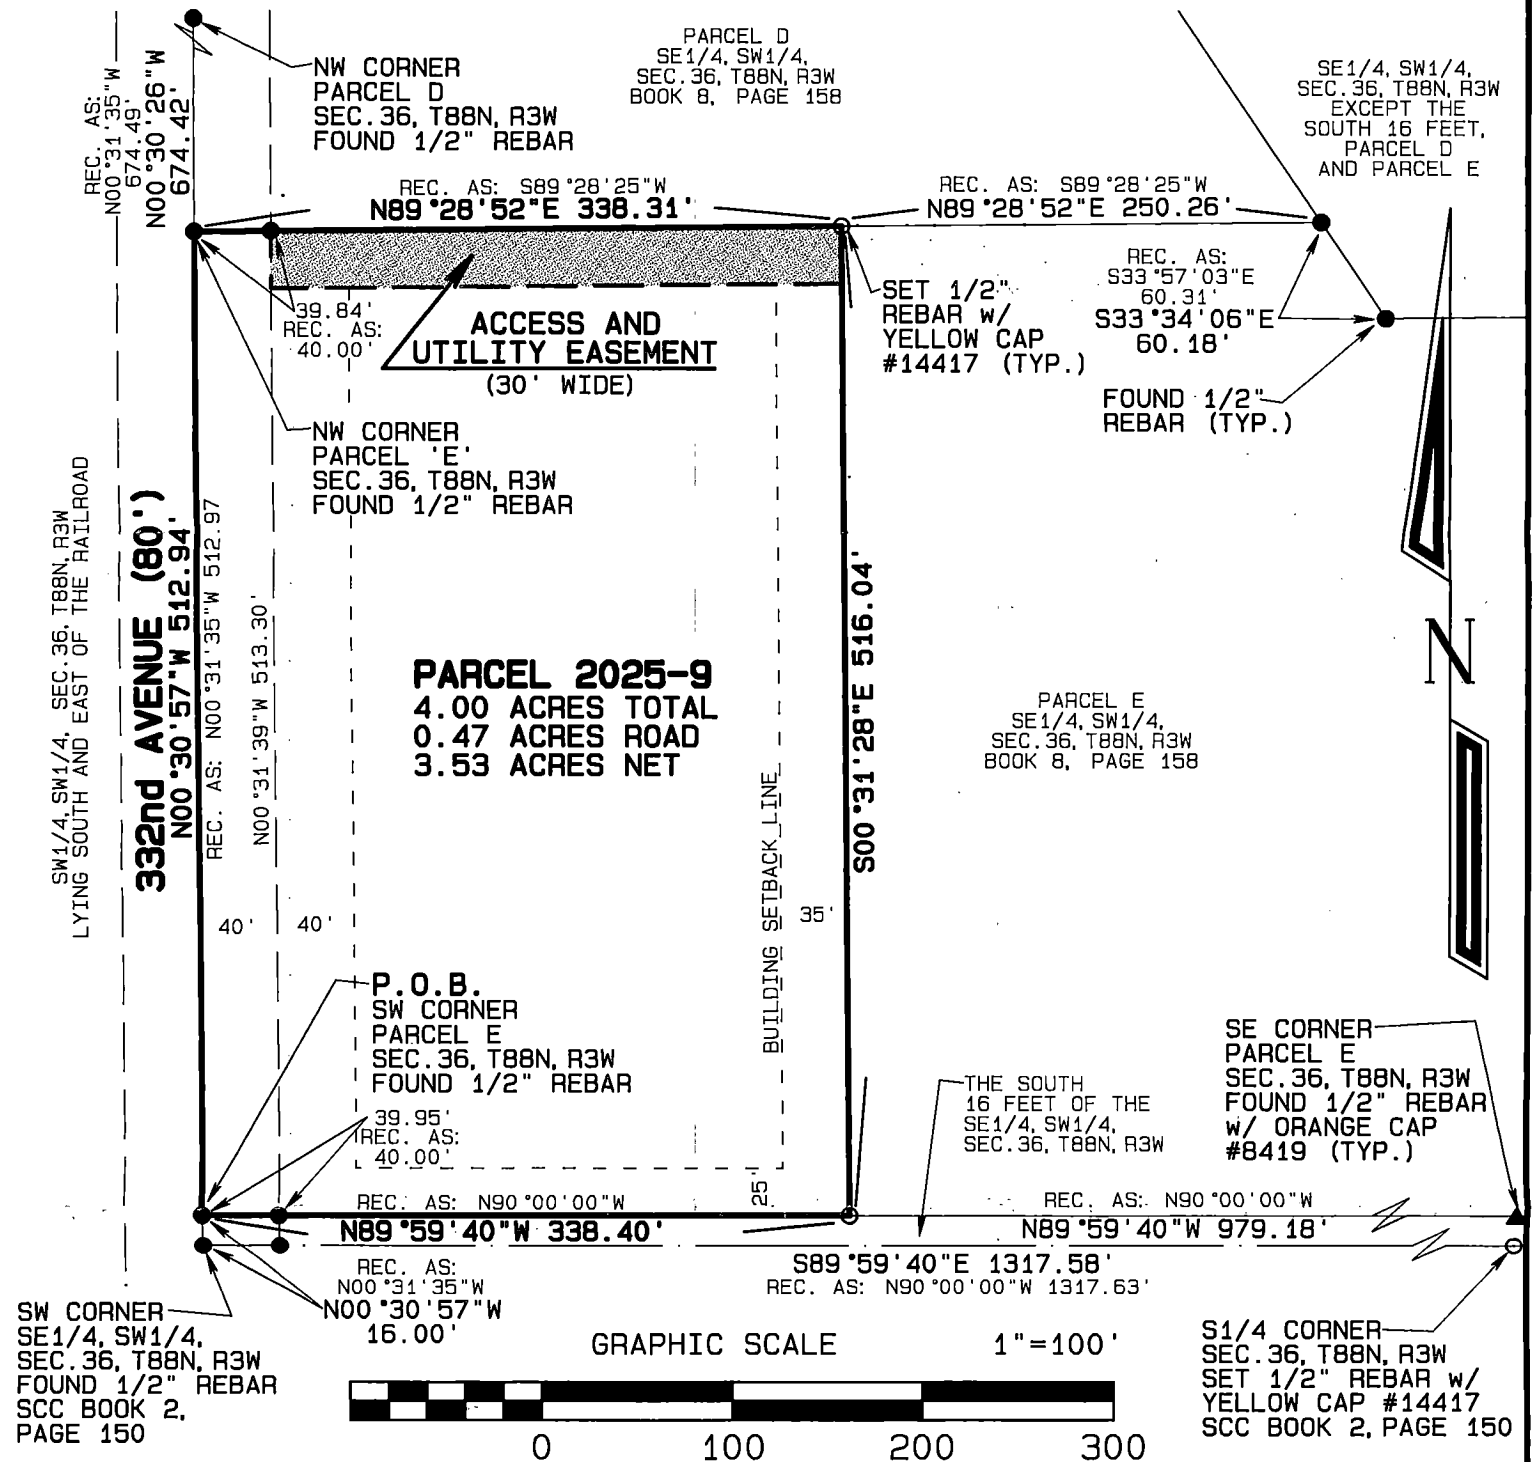 REC. AS:
N00°31'35"W
674.49'
N00°30'26"W
674.42'
NW CORNER
PARCEL D
SEC.36, T88N, R3W
FOUND 1/2" REBAR
PARCEL D
SE1/4, SW1/4,
SEC.36, T88N, R3W
BOOK 8, PAGE 158
SE1/4, SW1/4,
SEC.36, T88N, R3W
EXCEPT THE
SOUTH 16 FEET,
PARCEL D
AND PARCEL E
REC. AS: S89°28'25"W
N89°28'52"E 338.31'
REC. AS: S89°28'25"W
N89°28'52"E 250.26'
REC. AS:
S33°57'03"E
60.31'
S33°34'06"E
60.18'
SET 1/2"
REBAR w/
YELLOW CAP
#14417 (TYP.)
FOUND 1/2"
REBAR (TYP.)
39.84'
REC. AS:
40.00'
ACCESS AND
UTILITY EASEMENT
(30' WIDE)
NW CORNER
PARCEL 'E'
SEC.36, T88N, R3W
FOUND 1/2" REBAR
SW1/4, SW1/4, SEC.36, T88N, R3W
LYING SOUTH AND EAST OF THE RAILROAD
332nd AVENUE (80')
N00°30'57"W 512.94'
REC. AS: N00°31'35"W 512.97
N00°31'39"W 513.30'
PARCEL 2025-9
4.00 ACRES TOTAL
0.47 ACRES ROAD
3.53 ACRES NET
S00°31'28"E 516.04'
BUILDING SETBACK LINE
35'
40'
40'
25'
PARCEL E
SE1/4, SW1/4,
SEC.36, T88N, R3W
BOOK 8, PAGE 158
N
P.O.B.
SW CORNER
PARCEL E
SEC.36, T88N, R3W
FOUND 1/2" REBAR
39.95'
REC. AS:
40.00'
THE SOUTH
16 FEET OF THE
SE1/4, SW1/4,
SEC.36, T88N, R3W
SE CORNER
PARCEL E
SEC.36, T88N, R3W
FOUND 1/2" REBAR
w/ ORANGE CAP
#8419 (TYP.)
REC. AS: N90°00'00"W
N89°59'40"W 338.40'
REC. AS: N90°00'00"W
N89°59'40"W 979.18'
S89°59'40"E 1317.58'
REC. AS: N90°00'00"W 1317.63'
REC. AS:
N00°31'35"W
N00°30'57"W
16.00'
SW CORNER
SE1/4, SW1/4,
SEC.36, T88N, R3W
FOUND 1/2" REBAR
SCC BOOK 2,
PAGE 150
S1/4 CORNER
SEC.36, T88N, R3W
SET 1/2" REBAR w/
YELLOW CAP #14417
SCC BOOK 2, PAGE 150
GRAPHIC SCALE 1"=100'
0 100 200 300